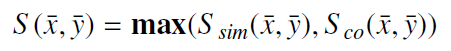 S(x̄, ȳ) = max(S_sim(x̄, ȳ), S_co(x̄, ȳ))